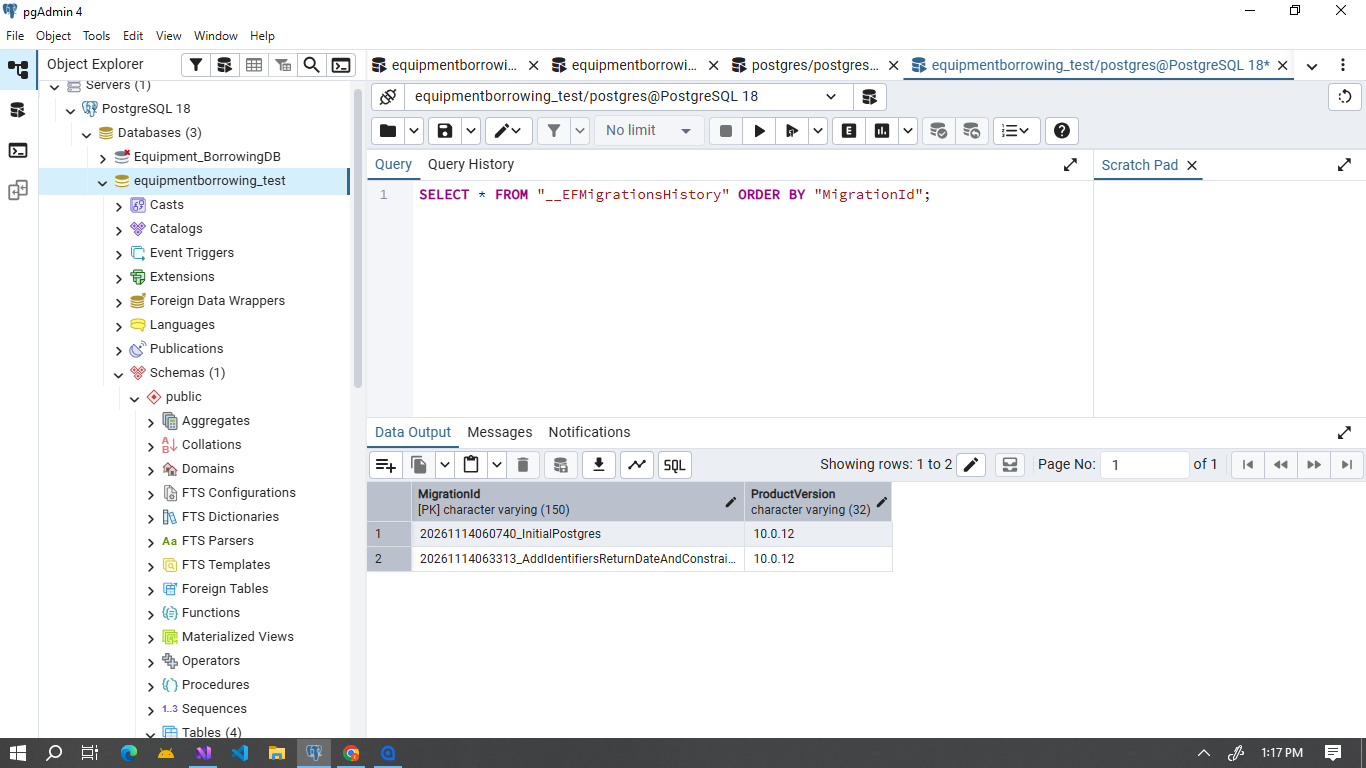 pgAdmin 4
File Object Tools Edit View Window Help
Object Explorer
Servers (1)
PostgreSQL 18
Databases (3)
Equipment_BorrowingDB
equipmentborrowing_test
Casts
Catalogs
Event Triggers
Extensions
Foreign Data Wrappers
Languages
Publications
Schemas (1)
public
Aggregates
Collations
Domains
FTS Configurations
FTS Dictionaries
FTS Parsers
FTS Templates
Foreign Tables
Functions
Materialized Views
Operators
Procedures
Sequences
Tables (4)
equipmentborrowi... equipmentborrowi... postgres/postgres... equipmentborrowing_test/postgres@PostgreSQL 18*
equipmentborrowing_test/postgres@PostgreSQL 18
No limit
Query Query History
Scratch Pad
1 SELECT * FROM "__EFMigrationsHistory" ORDER BY "MigrationId";
Data Output Messages Notifications
SQL
Showing rows: 1 to 2 Page No: 1 of 1
MigrationId ProductVersion
[PK] character varying (150) character varying (32)
1 20261114060740_InitialPostgres 10.0.12
2 20261114063313_AddIdentifiersReturnDateAndConstrai... 10.0.12
1:17 PM